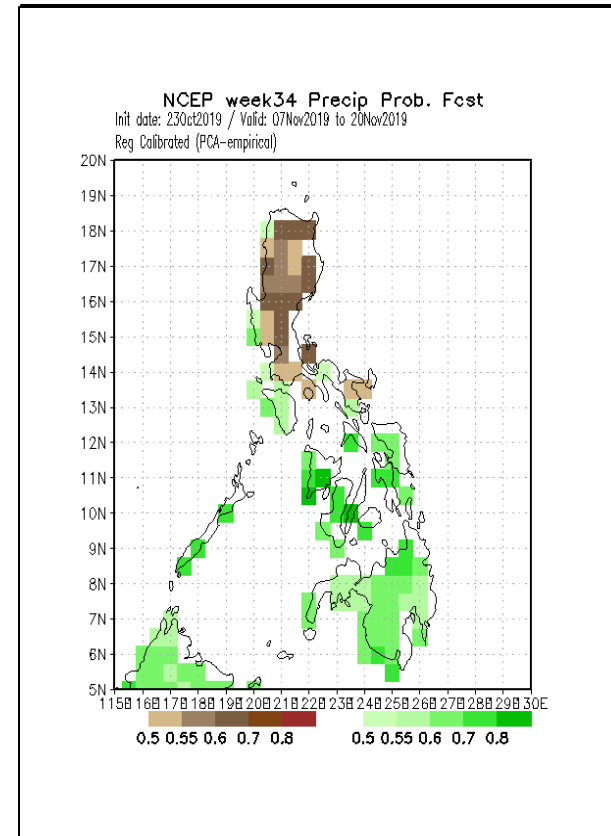 NCEP week34 Precip Prob. Fcst
Init date: 23Oct2019 / Valid: 07Nov2019 to 20Nov2019
Reg Calibrated (PCA-empirical)
20N
19N
18N
17N
16N
15N
14N
13N
12N
11N
10N
9N
8N
7N
6N
5N
115E 116E 117E 118E 119E 120E 121E 122E 123E 124E 125E 126E 127E 128E 129E 130E
0.5 0.55 0.6 0.7 0.8 0.5 0.55 0.6 0.7 0.8